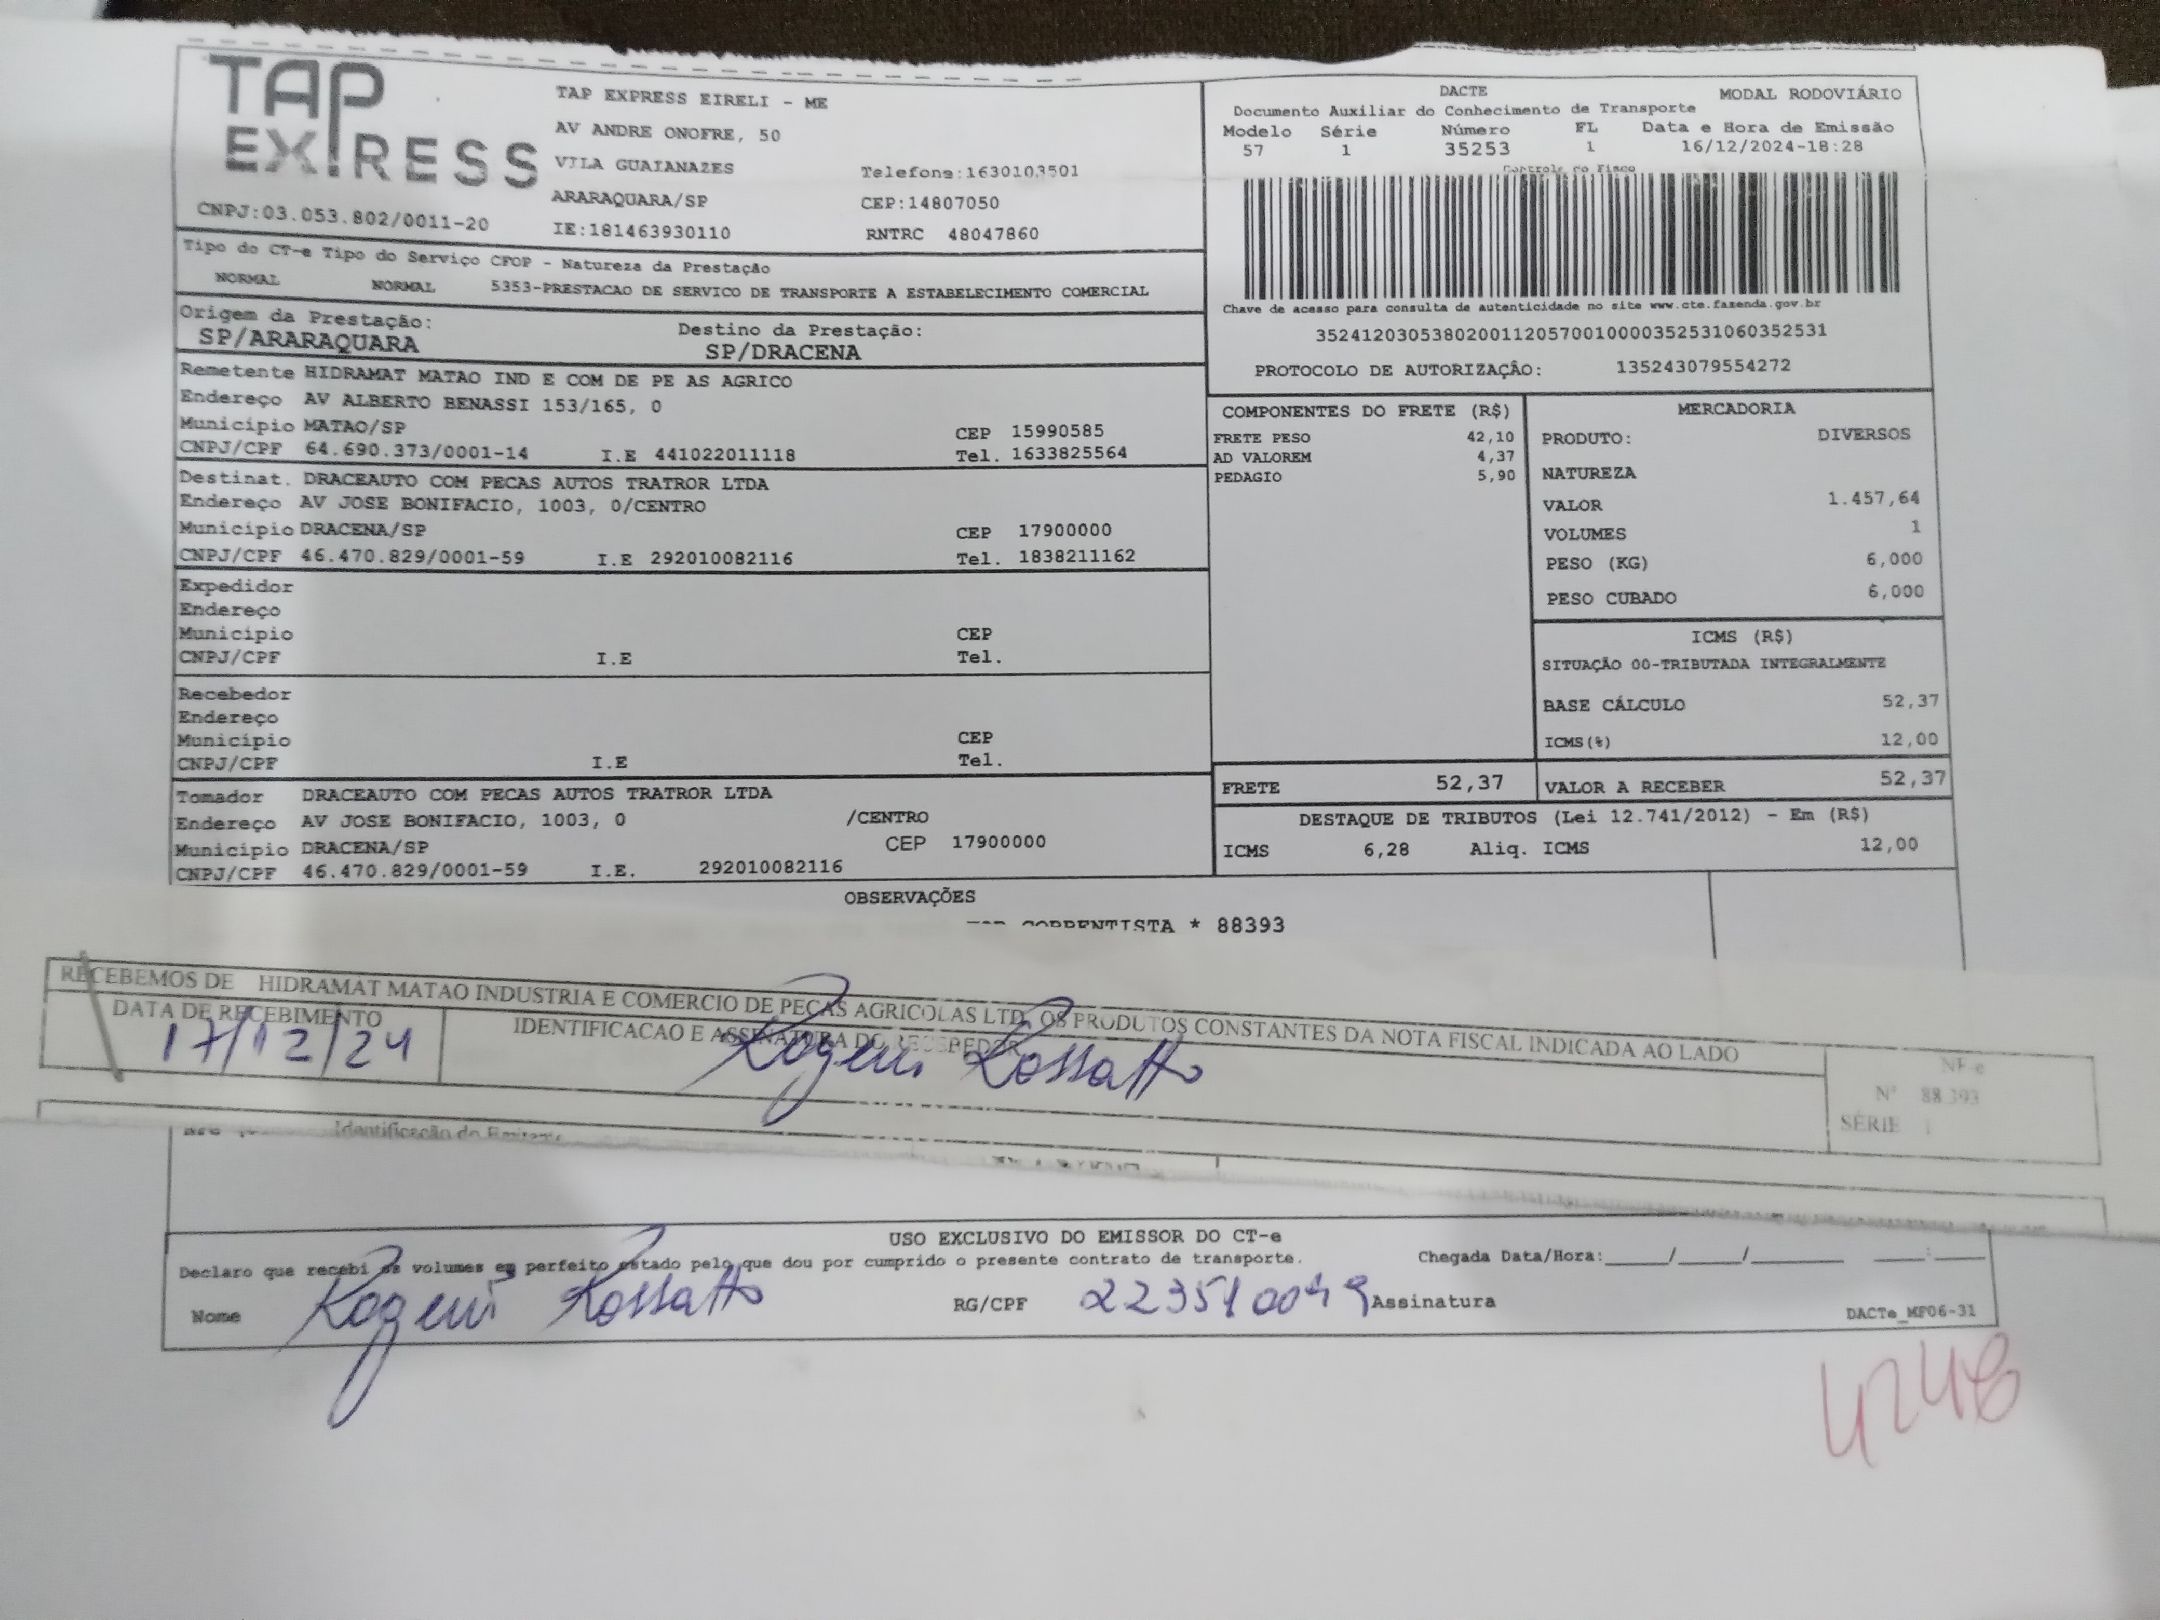 TAP EXPRESS
TAP EXPRESS EIRELI - ME
AV ANDRE ONOFRE, 50
VILA GUAIANAZES
Telefone:1630103501
ARARAQUARA/SP
CEP:14807050
CNPJ:03.053.802/0011-20
IE:181463930110
RNTRC 48047860
DACTE
MODAL RODOVIÁRIO
Documento Auxiliar do Conhecimento de Transporte
Modelo Série Número FL Data e Hora de Emissão
57 1 35253 1 16/12/2024-18:28
Controle do Fisco
Chave de acesso para consulta de autenticidade no site www.cte.fazenda.gov.br
35241203053802001120570010000352531060352531
PROTOCOLO DE AUTORIZAÇÃO: 135243079554272
Tipo do CT-e Tipo do Serviço CFOP - Natureza da Prestação
NORMAL NORMAL 5353-PRESTACAO DE SERVICO DE TRANSPORTE A ESTABELECIMENTO COMERCIAL
Origem da Prestação: Destino da Prestação:
SP/ARARAQUARA SP/DRACENA
Remetente HIDRAMAT MATAO IND E COM DE PE AS AGRICO
Endereço AV ALBERTO BENASSI 153/165, 0
Município MATAO/SP CEP 15990585
CNPJ/CPF 64.690.373/0001-14 I.E 441022011118 Tel. 1633825564
Destinat. DRACEAUTO COM PECAS AUTOS TRATROR LTDA
Endereço AV JOSE BONIFACIO, 1003, 0/CENTRO
Município DRACENA/SP CEP 17900000
CNPJ/CPF 46.470.829/0001-59 I.E 292010082116 Tel. 1838211162
Expedidor
Endereço
Município CEP
CNPJ/CPF I.E Tel.
Recebedor
Endereço
Município CEP
CNPJ/CPF I.E Tel.
Tomador DRACEAUTO COM PECAS AUTOS TRATROR LTDA
Endereço AV JOSE BONIFACIO, 1003, 0 /CENTRO
Município DRACENA/SP CEP 17900000
CNPJ/CPF 46.470.829/0001-59 I.E. 292010082116
COMPONENTES DO FRETE (R$)
FRETE PESO 42,10
AD VALOREM 4,37
PEDAGIO 5,90
MERCADORIA
PRODUTO: DIVERSOS
NATUREZA
VALOR 1.457,64
VOLUMES 1
PESO (KG) 6,000
PESO CUBADO 6,000
ICMS (R$)
SITUAÇÃO 00-TRIBUTADA INTEGRALMENTE
BASE CÁLCULO 52,37
ICMS(%) 12,00
FRETE 52,37 VALOR A RECEBER 52,37
DESTAQUE DE TRIBUTOS (Lei 12.741/2012) - Em (R$)
ICMS 6,28 Aliq. ICMS 12,00
OBSERVAÇÕES
CORRENTISTA * 88393
RECEBEMOS DE HIDRAMAT MATAO INDUSTRIA E COMERCIO DE PEÇAS AGRICOLAS LTD, OS PRODUTOS CONSTANTES DA NOTA FISCAL INDICADA AO LADO
DATA DE RECEBIMENTO IDENTIFICACAO E ASSINATURA DO RECEBEDOR
17/12/24 Rogeni Rossatto
NF-e
Nº 88.393
SÉRIE 1
Identificação do Emitente
USO EXCLUSIVO DO EMISSOR DO CT-e
Declaro que recebi os volumes em perfeito estado pelo que dou por cumprido o presente contrato de transporte. Chegada Data/Hora:_____/_____/_______ ____:____
Nome Rogeni Rossatto RG/CPF Assinatura
DACTe_MF06-31